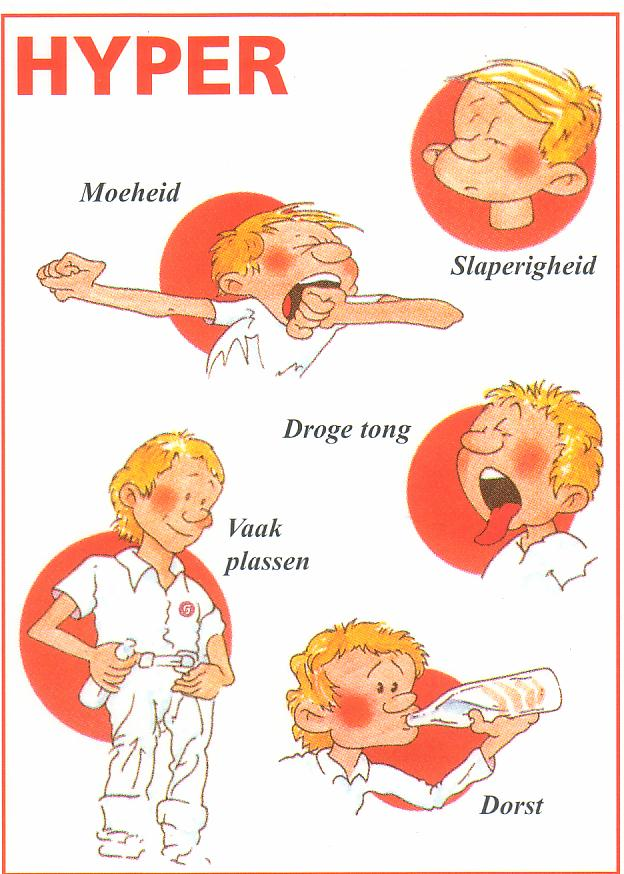 HYPER
Moeheid
Slaperigheid
Droge tong
Vaak
plassen
Dorst